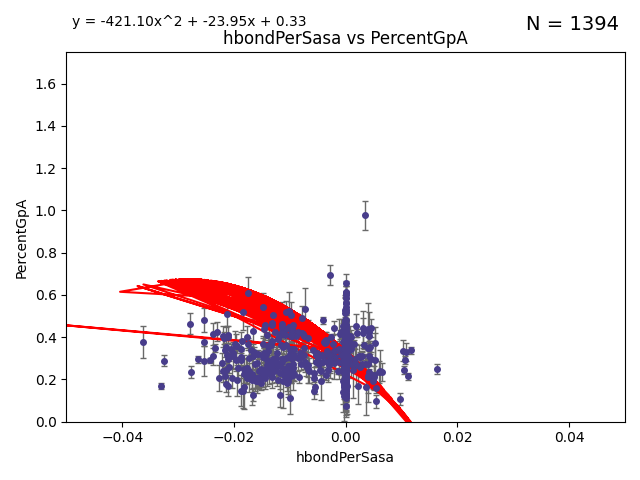 y = -421.10x^2 + -23.95x + 0.33
N = 1394
hbondPerSasa vs PercentGpA
1.6
1.4
1.2
1.0
0.8
0.6
0.4
0.2
0.0
PercentGpA
−0.04 −0.02 0.00 0.02 0.04
hbondPerSasa